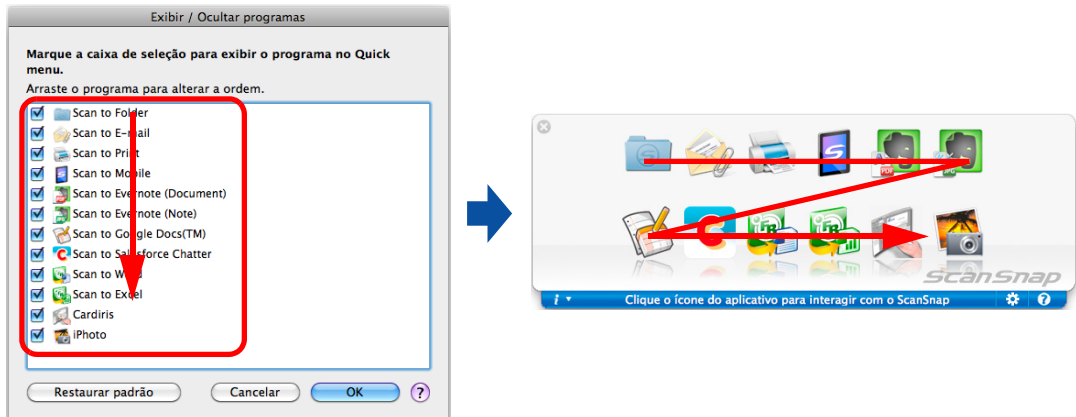 Exibir / Ocultar programas
Marque a caixa de seleção para exibir o programa no Quick
menu.
Arraste o programa para alterar a ordem.
Scan to Folder
Scan to E-mail
Scan to Print
Scan to Mobile
Scan to Evernote (Document)
Scan to Evernote (Note)
Scan to Google Docs(TM)
Scan to Salesforce Chatter
Scan to Word
Scan to Excel
Cardiris
iPhoto
Restaurar padrão
Cancelar
OK
?
PDF
JPG
ScanSnap
i
Clique o ícone do aplicativo para interagir com o ScanSnap
?